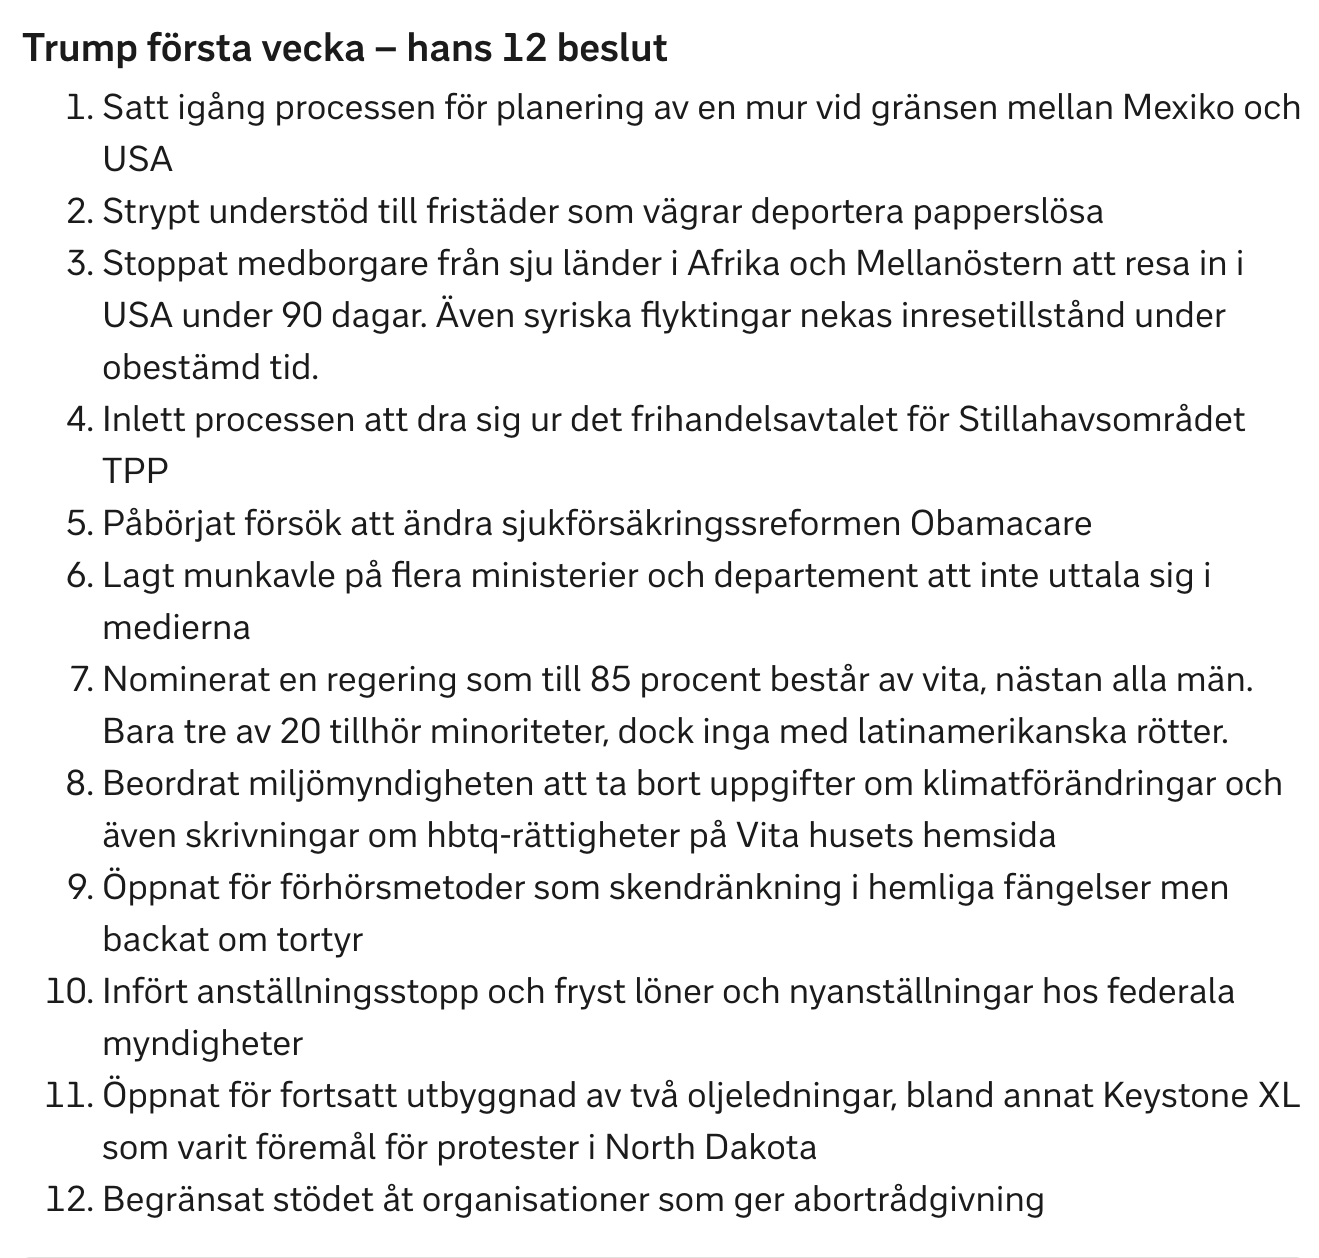 Trump första vecka – hans 12 beslut
1. Satt igång processen för planering av en mur vid gränsen mellan Mexiko och
USA
2. Strypt understöd till fristäder som vägrar deportera papperslösa
3. Stoppat medborgare från sju länder i Afrika och Mellanöstern att resa in i
USA under 90 dagar. Även syriska flyktingar nekas inresetillstånd under
obestämd tid.
4. Inlett processen att dra sig ur det frihandelsavtalet för Stillahavsområdet
TPP
5. Påbörjat försök att ändra sjukförsäkringssreformen Obamacare
6. Lagt munkavle på flera ministerier och departement att inte uttala sig i
medierna
7. Nominerat en regering som till 85 procent består av vita, nästan alla män.
Bara tre av 20 tillhör minoriteter, dock inga med latinamerikanska rötter.
8. Beordrat miljömyndigheten att ta bort uppgifter om klimatförändringar och
även skrivningar om hbtq-rättigheter på Vita husets hemsida
9. Öppnat för förhörsmetoder som skendränkning i hemliga fängelser men
backat om tortyr
10. Infört anställningsstopp och fryst löner och nyanställningar hos federala
myndigheter
11. Öppnat för fortsatt utbyggnad av två oljeledningar, bland annat Keystone XL
som varit föremål för protester i North Dakota
12. Begränsat stödet åt organisationer som ger abortrådgivning